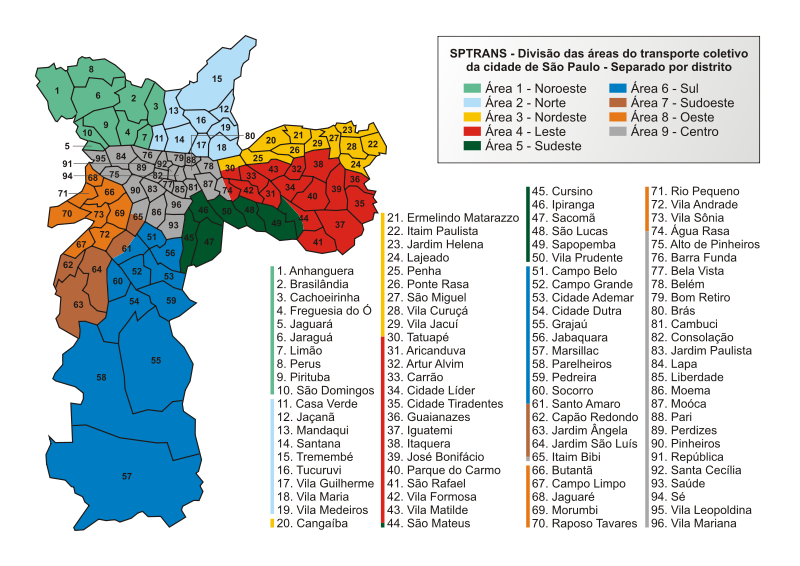 SPTRANS - Divisão das áreas do transporte coletivo
da cidade de São Paulo - Separado por distrito
Área 1 - Noroeste
Área 2 - Norte
Área 3 - Nordeste
Área 4 - Leste
Área 5 - Sudeste
Área 6 - Sul
Área 7 - Sudoeste
Área 8 - Oeste
Área 9 - Centro
1. Anhanguera
2. Brasilândia
3. Cachoeirinha
4. Freguesia do Ó
5. Jaguará
6. Jaraguá
7. Limão
8. Perus
9. Pirituba
10. São Domingos
11. Casa Verde
12. Jaçanã
13. Mandaqui
14. Santana
15. Tremembé
16. Tucuruvi
17. Vila Guilherme
18. Vila Maria
19. Vila Medeiros
20. Cangaíba
21. Ermelindo Matarazzo
22. Itaim Paulista
23. Jardim Helena
24. Lajeado
25. Penha
26. Ponte Rasa
27. São Miguel
28. Vila Curuçá
29. Vila Jacuí
30. Tatuapé
31. Aricanduva
32. Artur Alvim
33. Carrão
34. Cidade Líder
35. Cidade Tiradentes
36. Guaianazes
37. Iguatemi
38. Itaquera
39. José Bonifácio
40. Parque do Carmo
41. São Rafael
42. Vila Formosa
43. Vila Matilde
44. São Mateus
45. Cursino
46. Ipiranga
47. Sacomã
48. São Lucas
49. Sapopemba
50. Vila Prudente
51. Campo Belo
52. Campo Grande
53. Cidade Ademar
54. Cidade Dutra
55. Grajaú
56. Jabaquara
57. Marsillac
58. Parelheiros
59. Pedreira
60. Socorro
61. Santo Amaro
62. Capão Redondo
63. Jardim Ângela
64. Jardim São Luís
65. Itaim Bibi
66. Butantã
67. Campo Limpo
68. Jaguaré
69. Morumbi
70. Raposo Tavares
71. Rio Pequeno
72. Vila Andrade
73. Vila Sônia
74. Água Rasa
75. Alto de Pinheiros
76. Barra Funda
77. Bela Vista
78. Belém
79. Bom Retiro
80. Brás
81. Cambuci
82. Consolação
83. Jardim Paulista
84. Lapa
85. Liberdade
86. Moema
87. Moóca
88. Pari
89. Perdizes
90. Pinheiros
91. República
92. Santa Cecília
93. Saúde
94. Sé
95. Vila Leopoldina
96. Vila Mariana